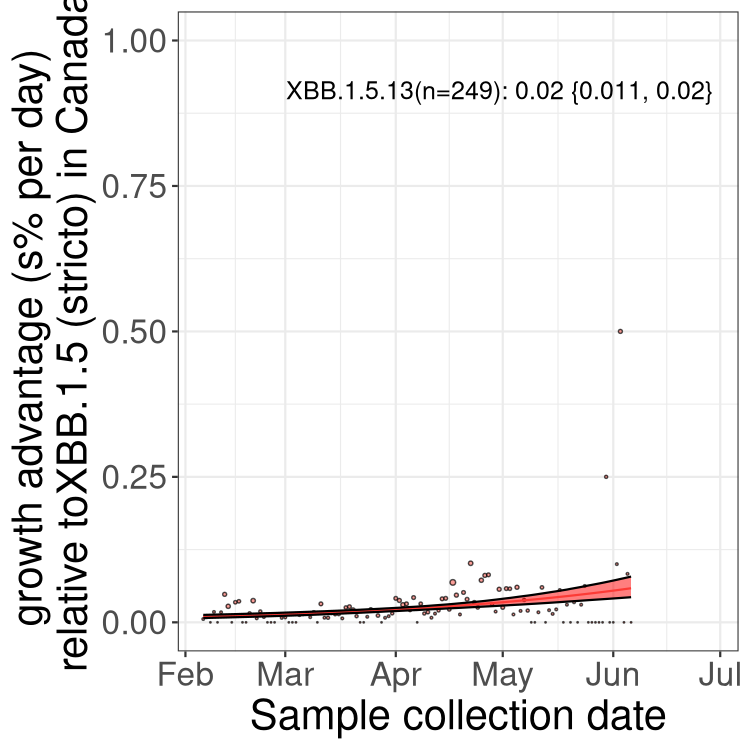 growth advantage (s% per day)
relative toXBB.1.5 (stricto) in Canada
1.00
0.75
0.50
0.25
0.00
XBB.1.5.13(n=249): 0.02 {0.011, 0.02}
Feb Mar Apr May Jun Jul
Sample collection date